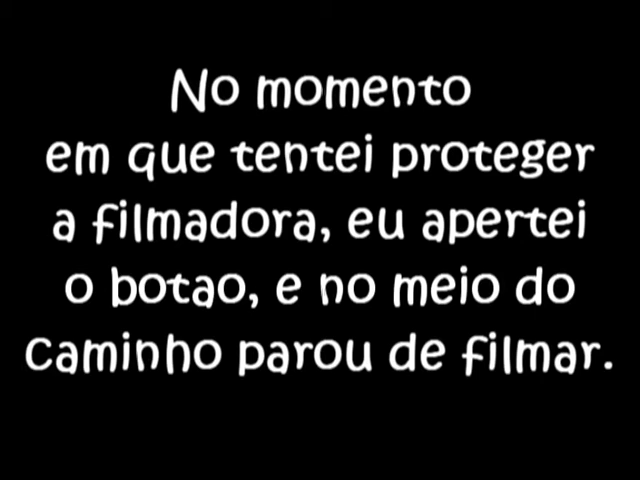 No momento
em que tentei proteger
a filmadora, eu apertei
o botao, e no meio do
caminho parou de filmar.